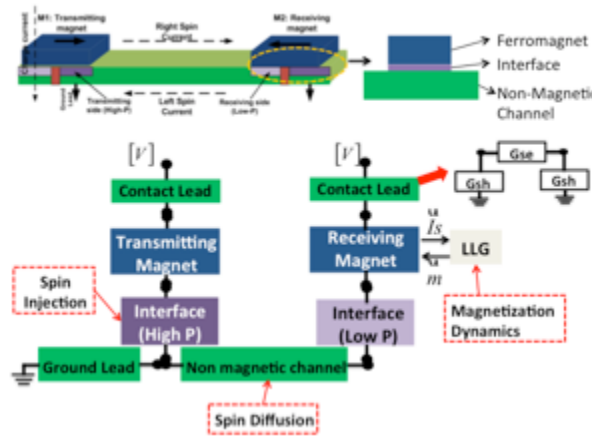 M1: Transmitting
magnet
Right Spin
Current
M2: Receiving
magnet
Transmitting
side (High-P)
Left Spin
Current
Receiving side
(Low-P)
Ferromagnet
Interface
Non-Magnetic
Channel
[V]
[V]
Contact Lead
Contact Lead
Gse
Gsh
Gsh
Transmitting
Magnet
Receiving
Magnet
Is
m
LLG
Spin
Injection
Interface
(High P)
Interface
(Low P)
Magnetization
Dynamics
Ground Lead
Non magnetic channel
Spin Diffusion